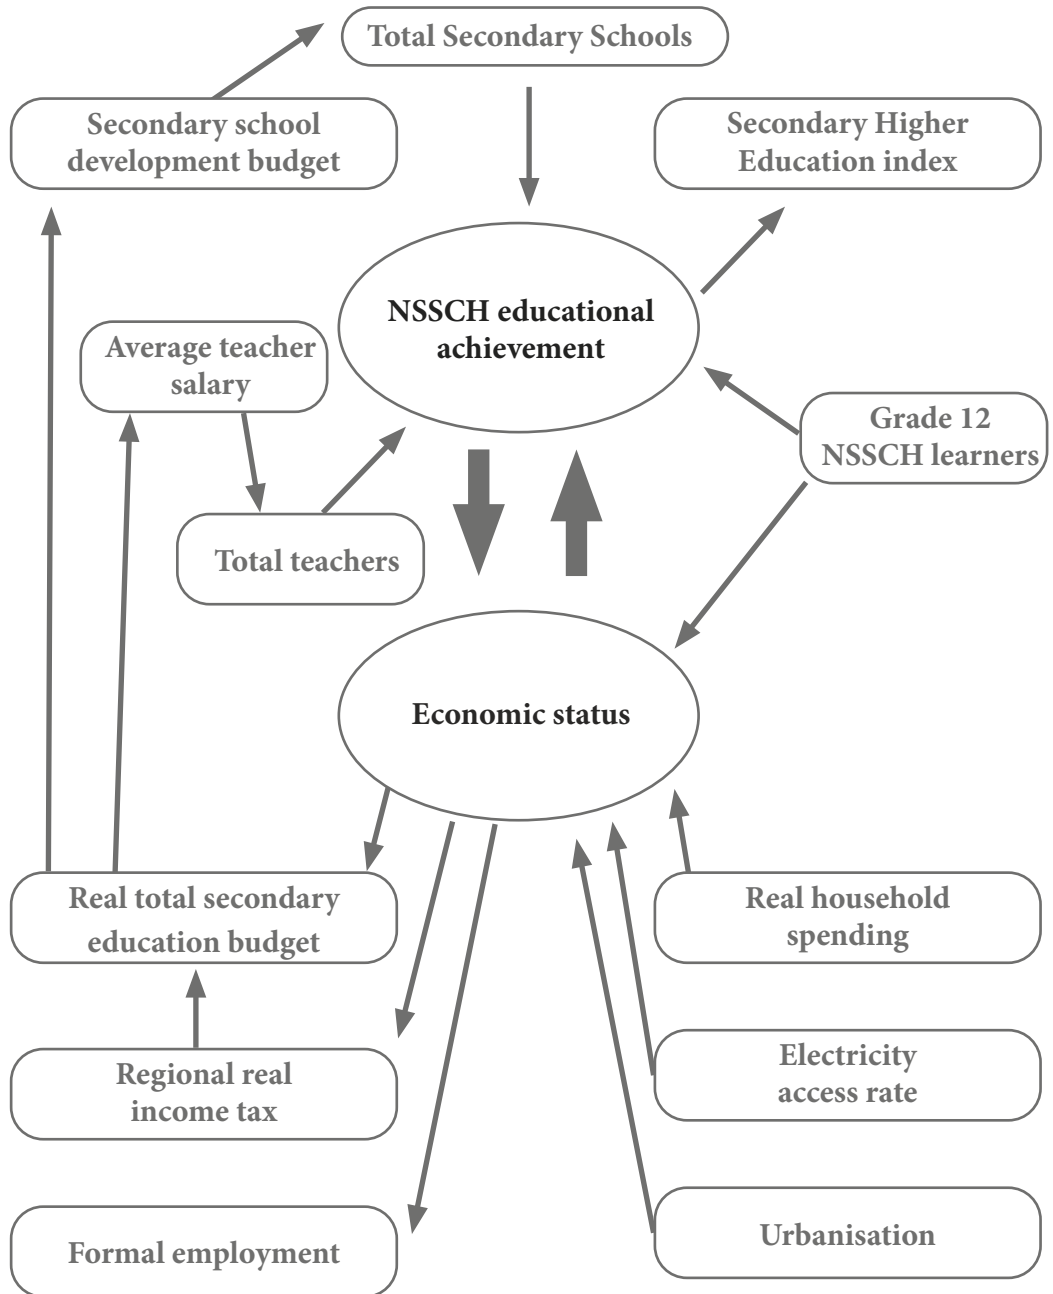 Total Secondary Schools
Secondary school
development budget
Secondary Higher
Education index
NSSCH educational
achievement
Average teacher
salary
Grade 12
NSSCH learners
Total teachers
Economic status
Real total secondary
education budget
Real household
spending
Regional real
income tax
Electricity
access rate
Formal employment
Urbanisation